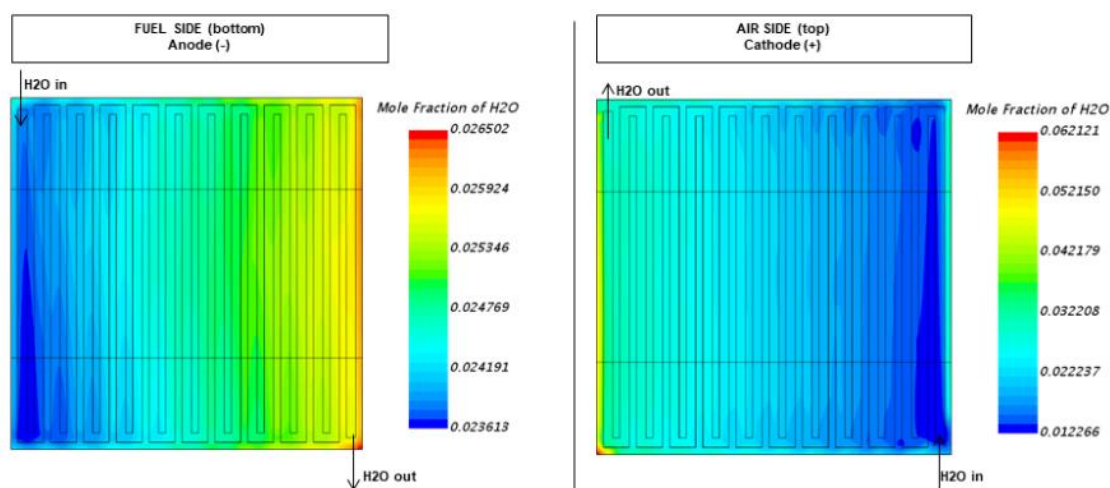 FUEL SIDE (bottom)
Anode (-)
H2O in
Mole Fraction of H2O
0.026502
0.025924
0.025346
0.024769
0.024191
0.023613
H2O out
AIR SIDE (top)
Cathode (+)
H2O out
Mole Fraction of H2O
0.062121
0.052150
0.042179
0.032208
0.022237
0.012266
H2O in